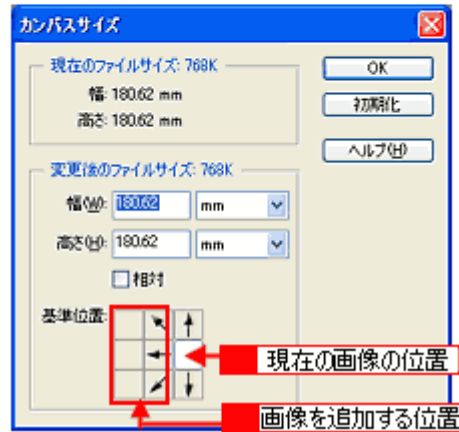 カンパスサイズ
現在のファイルサイズ: 768K
幅: 180.62 mm
高さ: 180.62 mm
OK
初期化
ヘルプ(H)
変更後のファイルサイズ: 768K
幅(W): 180.62 mm
高さ(H): 180.62 mm
相対
基準位置:
現在の画像の位置
画像を追加する位置